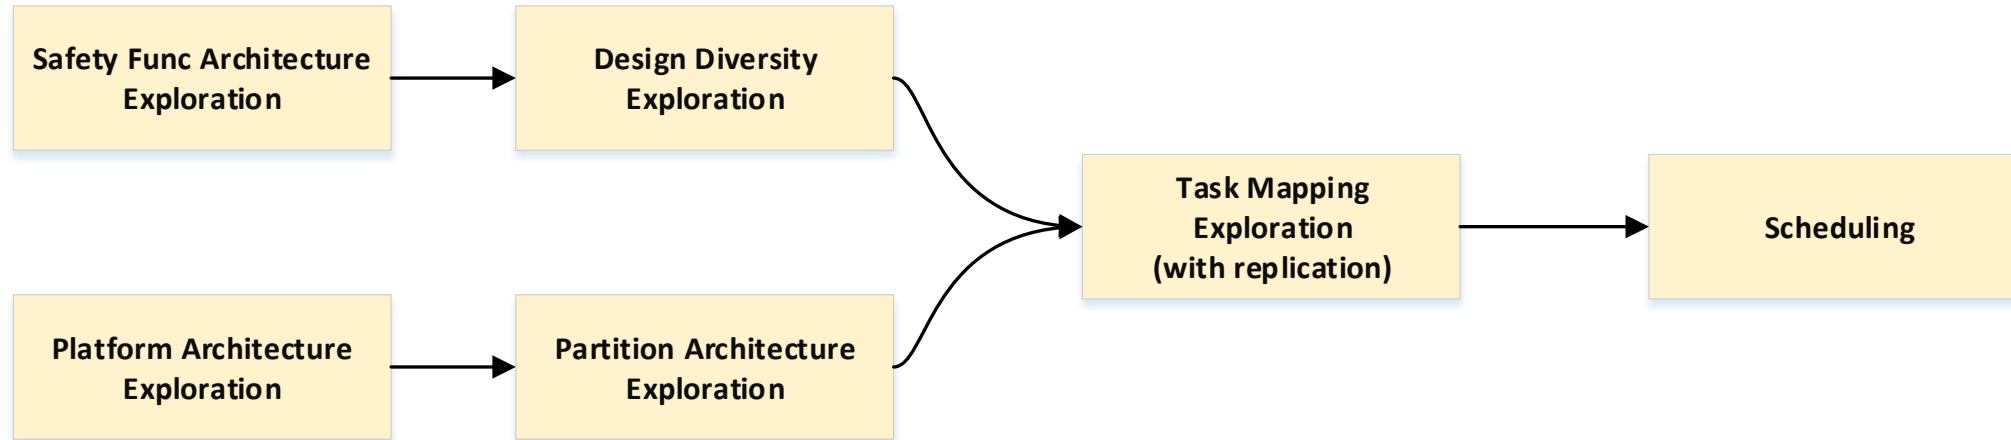 Safety Func Architecture
Exploration
Design Diversity
Exploration
Task Mapping
Exploration
(with replication)
Scheduling
Platform Architecture
Exploration
Partition Architecture
Exploration